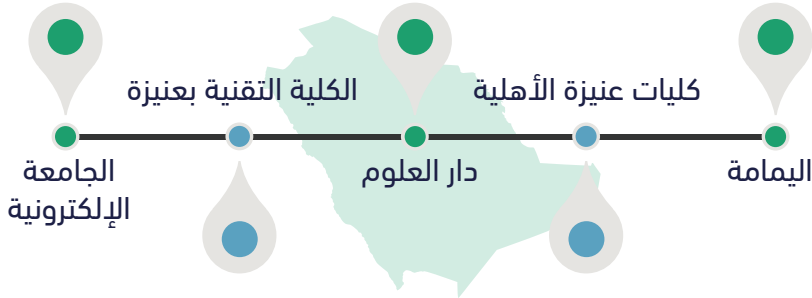 كليات عنيزة الأهلية
الكلية التقنية بعنيزة
اليمامة
دار العلوم
الجامعة
الإلكترونية